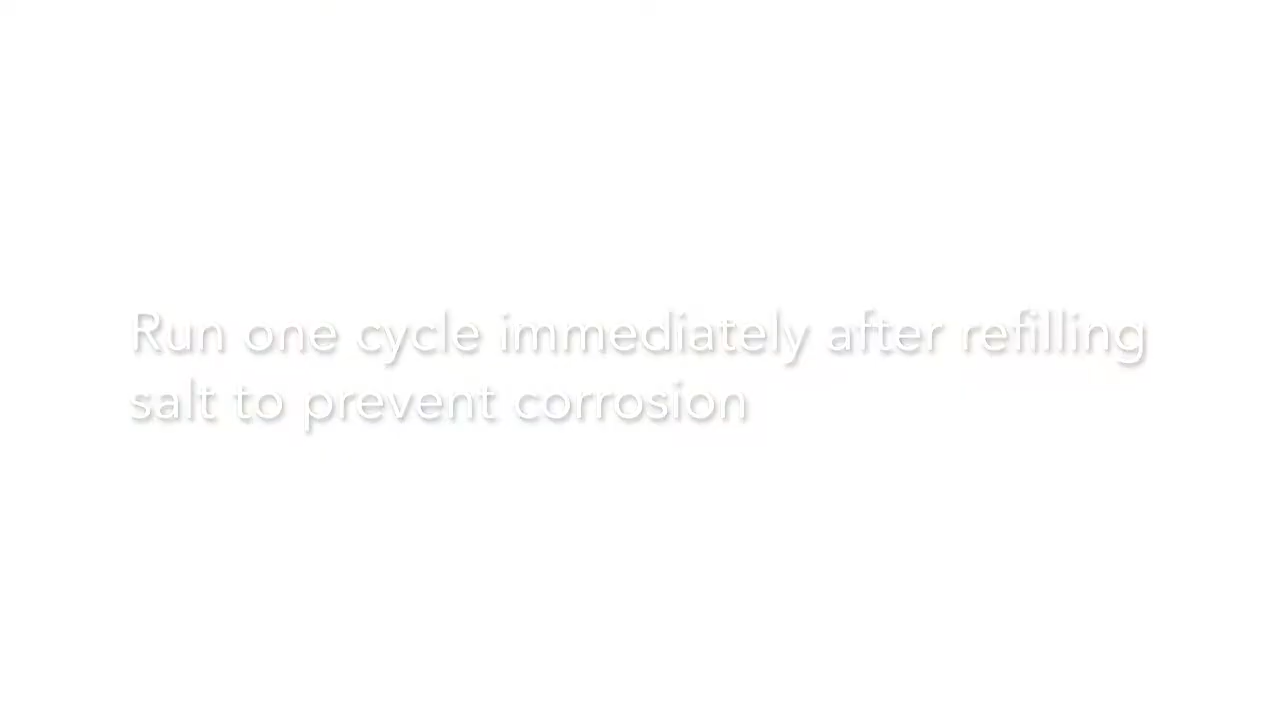 Run one cycle immediately after refilling
salt to prevent corrosion